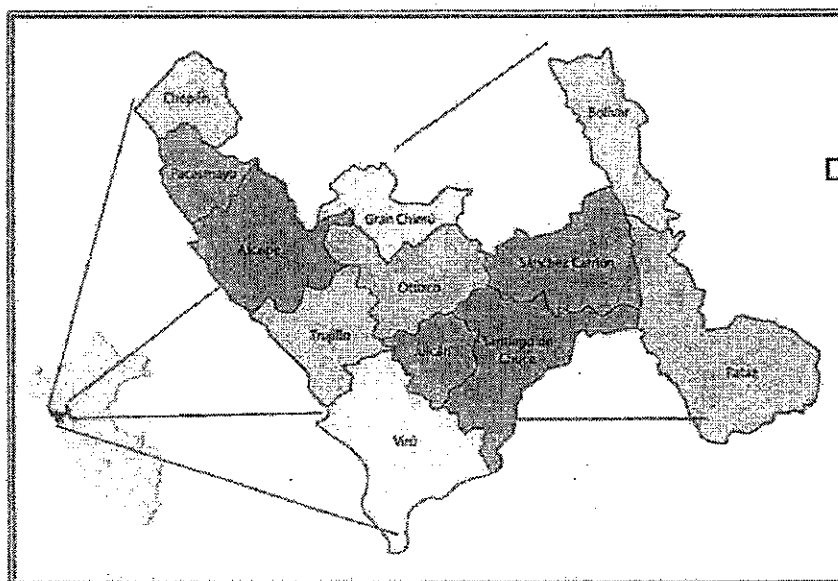 Chepén
Bolívar
Pacasmayo
D
Gran Chimú
Ascope
Sánchez Carrión
Otuzco
Trujillo
Julcán
Santiago de
Chuco
Pataz
Virú